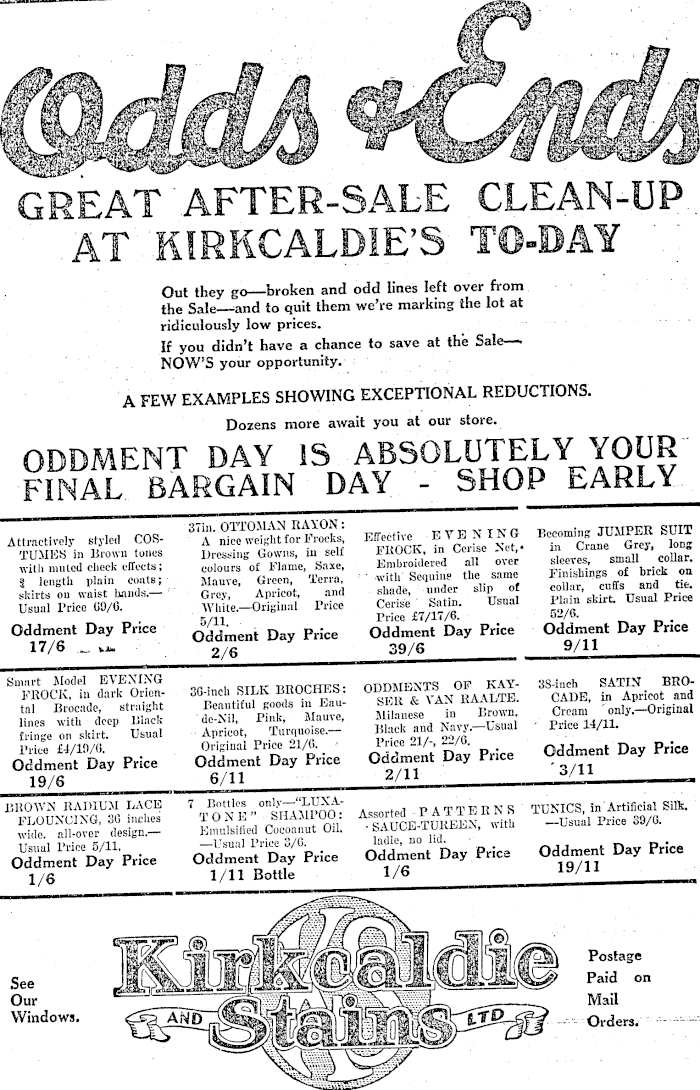 Odds & Ends
GREAT AFTER-SALE CLEAN-UP
AT KIRKCALDIE'S TO-DAY
Out they go—broken and odd lines left over from
the Sale—and to quit them we're marking the lot at
ridiculously low prices.
If you didn't have a chance to save at the Sale—
NOW'S your opportunity.
A FEW EXAMPLES SHOWING EXCEPTIONAL REDUCTIONS.
Dozens more await you at our store.
ODDMENT DAY IS ABSOLUTELY YOUR
FINAL BARGAIN DAY - SHOP EARLY
Attractively styled COS-
TUMES in Brown tones
with muted check effects;
¾ length plain coats;
skirts on waist bands.—
Usual Price 69/6.
Oddment Day Price
17/6
37in. OTTOMAN RAYON:
A nice weight for Frocks,
Dressing Gowns, in self
colours of Flame, Saxe,
Mauve, Green, Terra,
Grey, Apricot, and
White.—Original Price
5/11.
Oddment Day Price
2/6
Effective EVENING
FROCK, in Cerise Net,
Embroidered all over
with Sequins the same
shade, under slip of
Cerise Satin. Usual
Price £7/17/6.
Oddment Day Price
39/6
Becoming JUMPER SUIT
in Crane Grey, long
sleeves, small collar.
Finishings of brick on
collar, cuffs and tie.
Plain skirt. Usual Price
52/6.
Oddment Day Price
9/11
Smart Model EVENING
FROCK, in dark Orien-
tal Brocade, straight
lines with deep Black
fringe on skirt. Usual
Price £4/19/6.
Oddment Day Price
19/6
36-inch SILK BROCHES:
Beautiful goods in Eau-
de-Nil, Pink, Mauve,
Apricot, Turquoise.—
Original Price 21/6.
Oddment Day Price
6/11
ODDMENTS OF KAY-
SER & VAN RAALTE.
Milanese in Brown,
Black and Navy.—Usual
Price 21/-, 22/6.
Oddment Day Price
2/11
38-inch SATIN BRO-
CADE, in Apricot and
Cream only.—Original
Price 14/11.
Oddment Day Price
3/11
BROWN RADIUM LACE
FLOUNCING, 36 inches
wide, all-over design.—
Usual Price 5/11.
Oddment Day Price
1/6
7 Bottles only—"LUXA-
TONE" SHAMPOO:
Emulsified Cocoanut Oil.
—Usual Price 3/6.
Oddment Day Price
1/11 Bottle
Assorted PATTERNS
SAUCE-TUREEN, with
ladle, no lid.
Oddment Day Price
1/6
TUNICS, in Artificial Silk.
—Usual Price 39/6.
Oddment Day Price
19/11
See
Our
Windows.
Kirkcaldie
AND Stains LTD
Postage
Paid on
Mail
Orders.